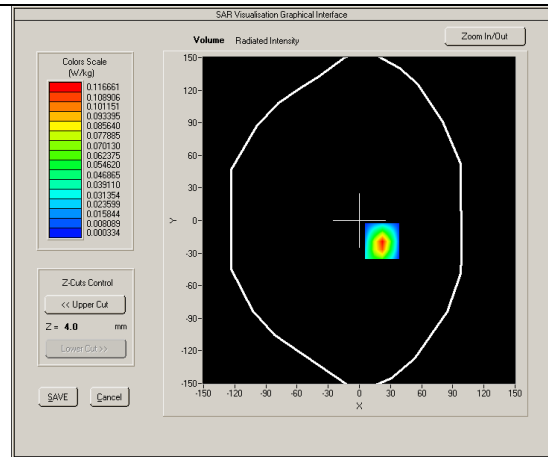 SAR Visualisation Graphical Interface
Volume Radiated Intensity
Zoom In/Out
Colors Scale
(W/kg)
0.116661
0.108906
0.101151
0.093395
0.085640
0.077885
0.070130
0.062375
0.054620
0.046865
0.039110
0.031354
0.023599
0.015844
0.008089
0.000334
Z-Cuts Control
<< Upper Cut
Z = 4.0 mm
Lower Cut >>
SAVE Cancel
150-
120-
90-
60-
30-
0-
-30-
-60-
-90-
-120-
-150-
Y
-150 -120 -90 -60 -30 0 30 60 90 120 150
X